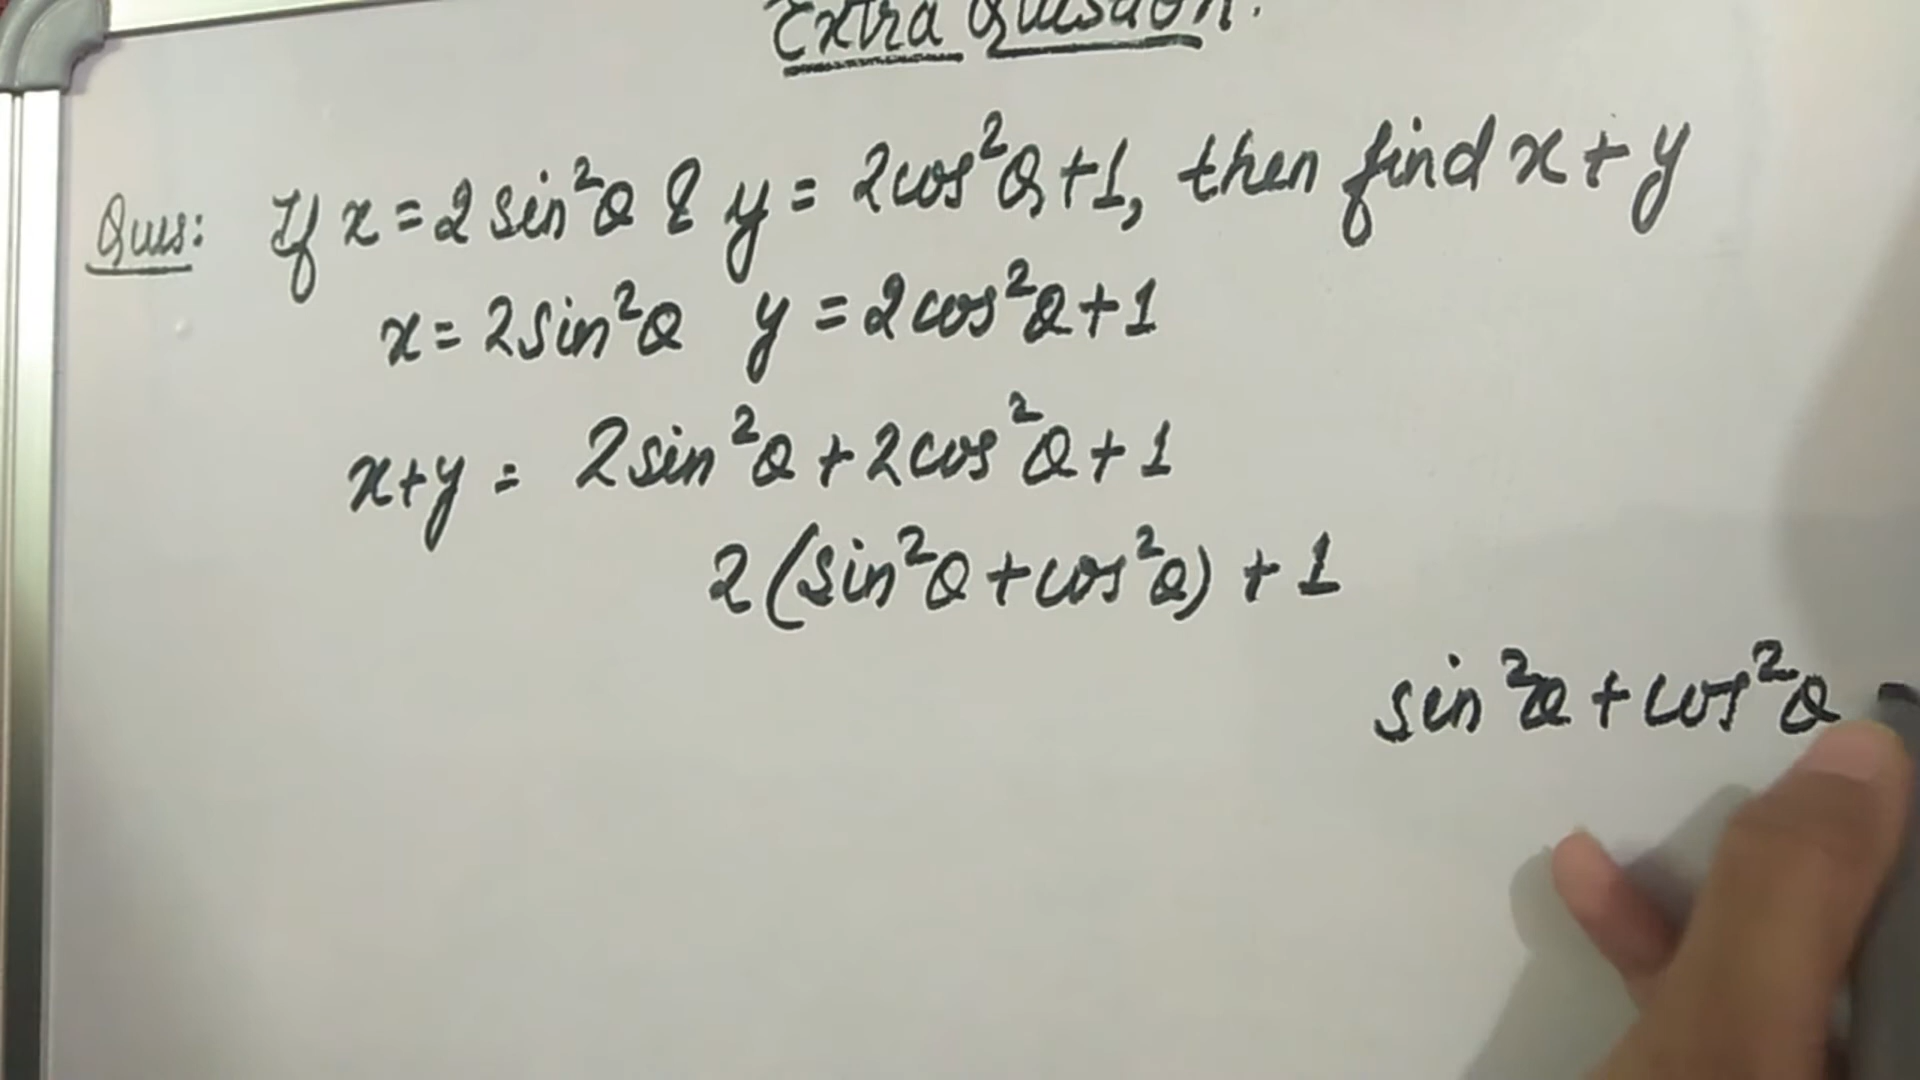 Extra Question.
Ques: If x = 2 sin²θ & y = 2cos²θ+1, then find x+y
x = 2sin²θ y = 2cos²θ+1
x+y = 2sin²θ + 2cos²θ+1
2(sin²θ+cos²θ) + 1
sin²θ + cos²θ